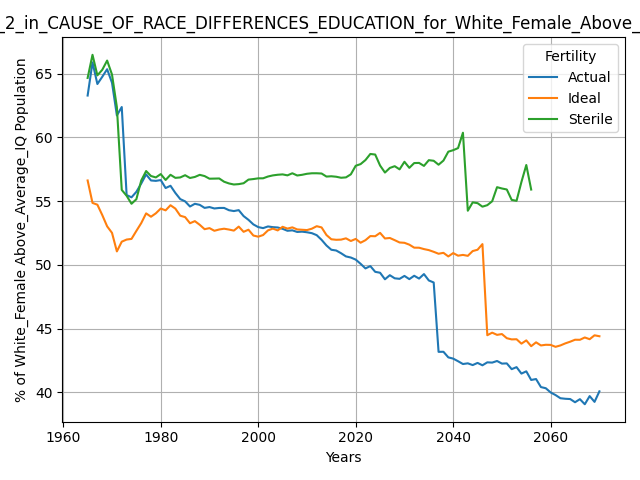 _2_in_CAUSE_OF_RACE_DIFFERENCES_EDUCATION_for_White_Female_Above_
% of White_Female Above_Average_IQ Population
65
60
55
50
45
40
1960
1980
2000
2020
2040
2060
Years
Fertility
Actual
Ideal
Sterile